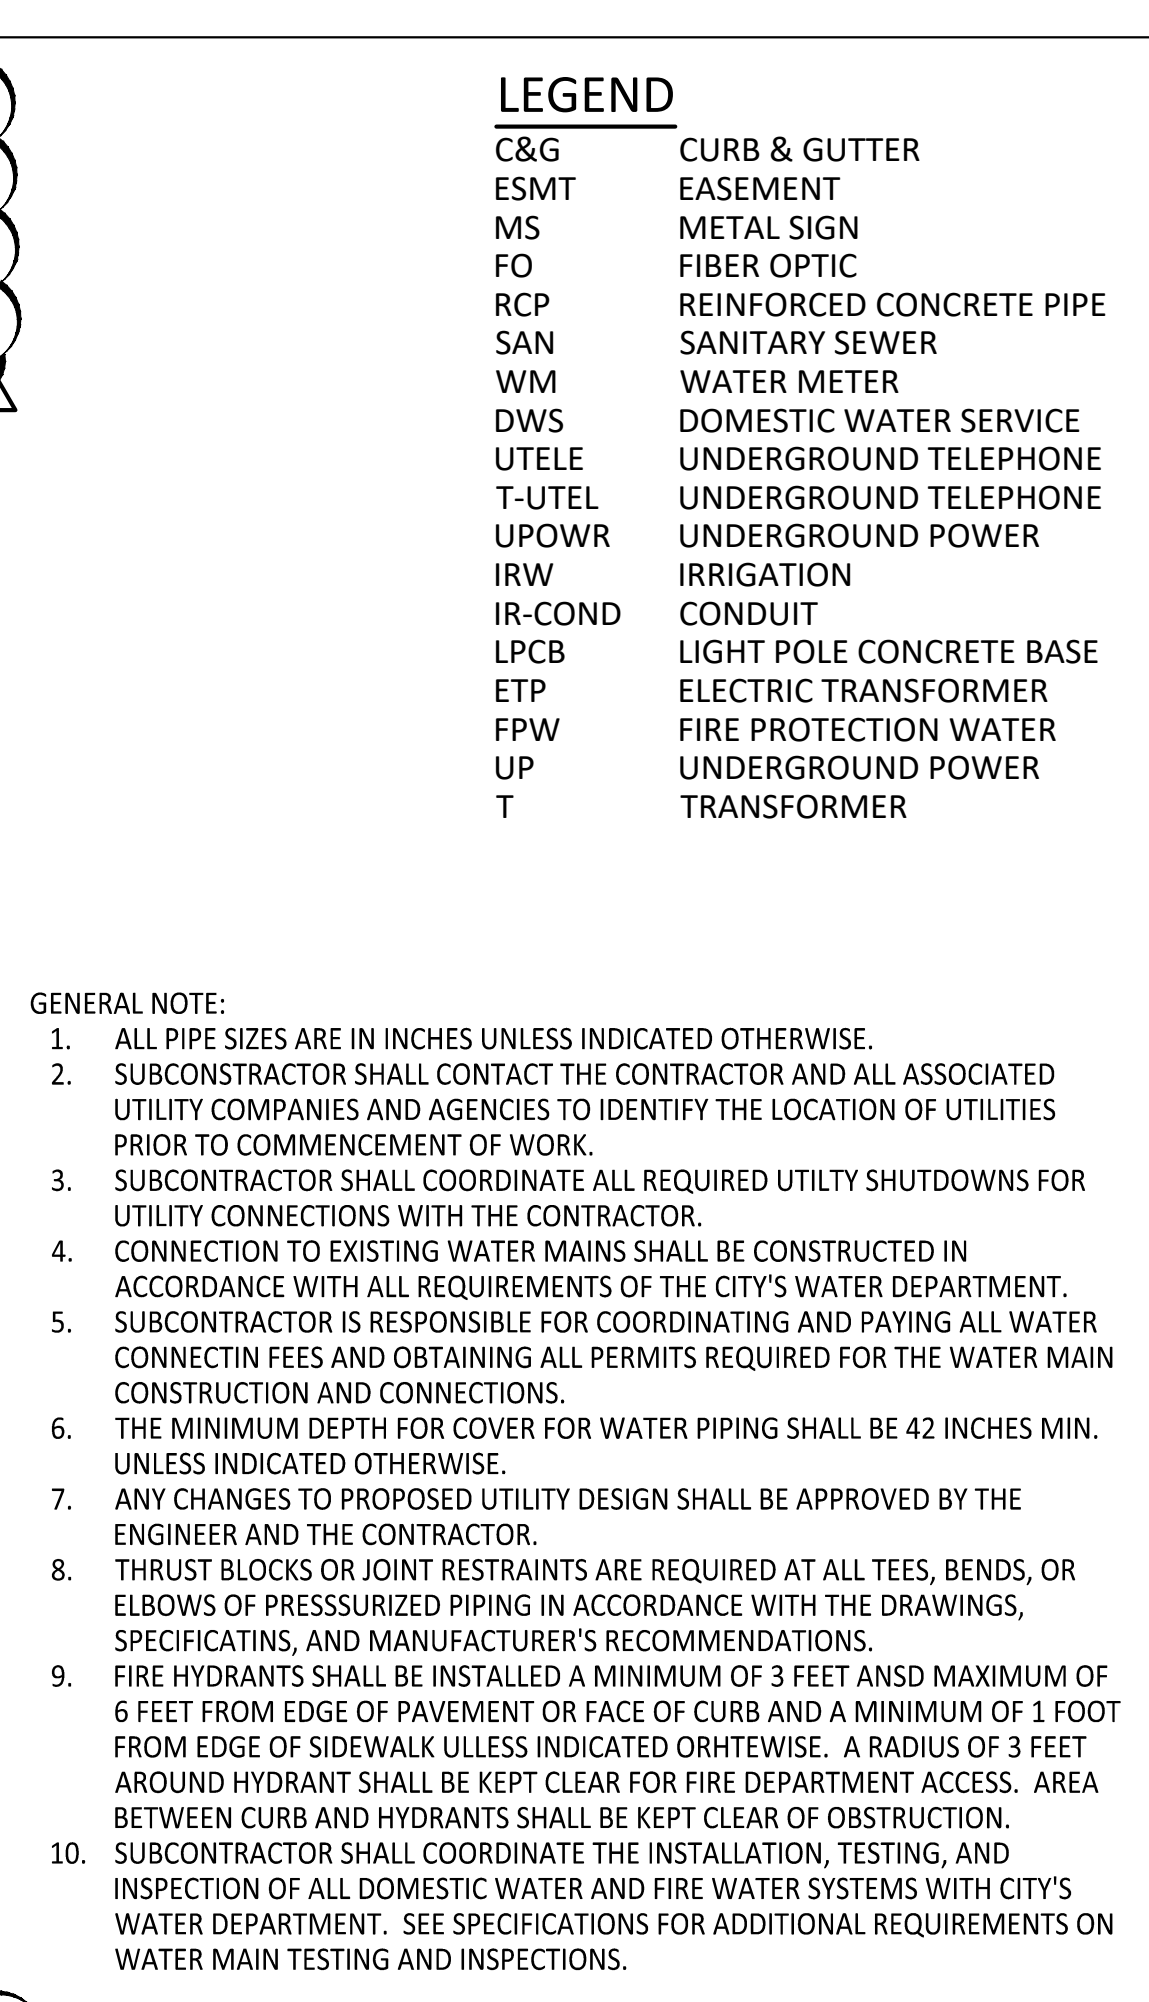 LEGEND
C&G CURB & GUTTER
ESMT EASEMENT
MS METAL SIGN
FO FIBER OPTIC
RCP REINFORCED CONCRETE PIPE
SAN SANITARY SEWER
WM WATER METER
DWS DOMESTIC WATER SERVICE
UTELE UNDERGROUND TELEPHONE
T-UTEL UNDERGROUND TELEPHONE
UPOWR UNDERGROUND POWER
IRW IRRIGATION
IR-COND CONDUIT
LPCB LIGHT POLE CONCRETE BASE
ETP ELECTRIC TRANSFORMER
FPW FIRE PROTECTION WATER
UP UNDERGROUND POWER
T TRANSFORMER
GENERAL NOTE:
1. ALL PIPE SIZES ARE IN INCHES UNLESS INDICATED OTHERWISE.
2. SUBCONSTRACTOR SHALL CONTACT THE CONTRACTOR AND ALL ASSOCIATED
UTILITY COMPANIES AND AGENCIES TO IDENTIFY THE LOCATION OF UTILITIES
PRIOR TO COMMENCEMENT OF WORK.
3. SUBCONTRACTOR SHALL COORDINATE ALL REQUIRED UTILTY SHUTDOWNS FOR
UTILITY CONNECTIONS WITH THE CONTRACTOR.
4. CONNECTION TO EXISTING WATER MAINS SHALL BE CONSTRUCTED IN
ACCORDANCE WITH ALL REQUIREMENTS OF THE CITY'S WATER DEPARTMENT.
5. SUBCONTRACTOR IS RESPONSIBLE FOR COORDINATING AND PAYING ALL WATER
CONNECTIN FEES AND OBTAINING ALL PERMITS REQUIRED FOR THE WATER MAIN
CONSTRUCTION AND CONNECTIONS.
6. THE MINIMUM DEPTH FOR COVER FOR WATER PIPING SHALL BE 42 INCHES MIN.
UNLESS INDICATED OTHERWISE.
7. ANY CHANGES TO PROPOSED UTILITY DESIGN SHALL BE APPROVED BY THE
ENGINEER AND THE CONTRACTOR.
8. THRUST BLOCKS OR JOINT RESTRAINTS ARE REQUIRED AT ALL TEES, BENDS, OR
ELBOWS OF PRESSSURIZED PIPING IN ACCORDANCE WITH THE DRAWINGS,
SPECIFICATINS, AND MANUFACTURER'S RECOMMENDATIONS.
9. FIRE HYDRANTS SHALL BE INSTALLED A MINIMUM OF 3 FEET ANSD MAXIMUM OF
6 FEET FROM EDGE OF PAVEMENT OR FACE OF CURB AND A MINIMUM OF 1 FOOT
FROM EDGE OF SIDEWALK ULLESS INDICATED ORHTEWISE. A RADIUS OF 3 FEET
AROUND HYDRANT SHALL BE KEPT CLEAR FOR FIRE DEPARTMENT ACCESS. AREA
BETWEEN CURB AND HYDRANTS SHALL BE KEPT CLEAR OF OBSTRUCTION.
10. SUBCONTRACTOR SHALL COORDINATE THE INSTALLATION, TESTING, AND
INSPECTION OF ALL DOMESTIC WATER AND FIRE WATER SYSTEMS WITH CITY'S
WATER DEPARTMENT. SEE SPECIFICATIONS FOR ADDITIONAL REQUIREMENTS ON
WATER MAIN TESTING AND INSPECTIONS.